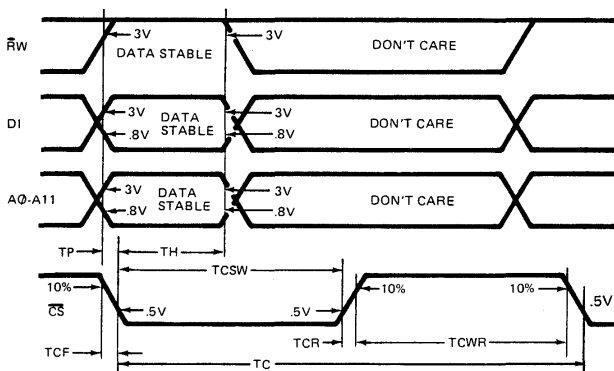 R̅W
3V
DATA STABLE
3V
DON'T CARE
DI
3V
.8V
DATA
STABLE
3V
.8V
DON'T CARE
AØ-A11
3V
.8V
DATA
STABLE
3V
.8V
DON'T CARE
TP
TH
TCSW
10%
10%
10%
C̅S̅
.5V
.5V
.5V
TCF
TCR
TCWR
TC